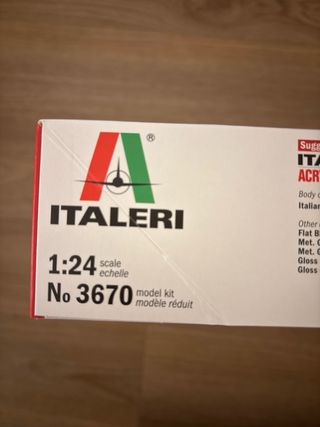 ®
ITALERI
1:24 scale
echelle
No 3670 model kit
modèle réduit
Sugg
ITA
ACR
Body c
Italian
Other
Flat B
Met. G
Met. G
Gloss
Gloss